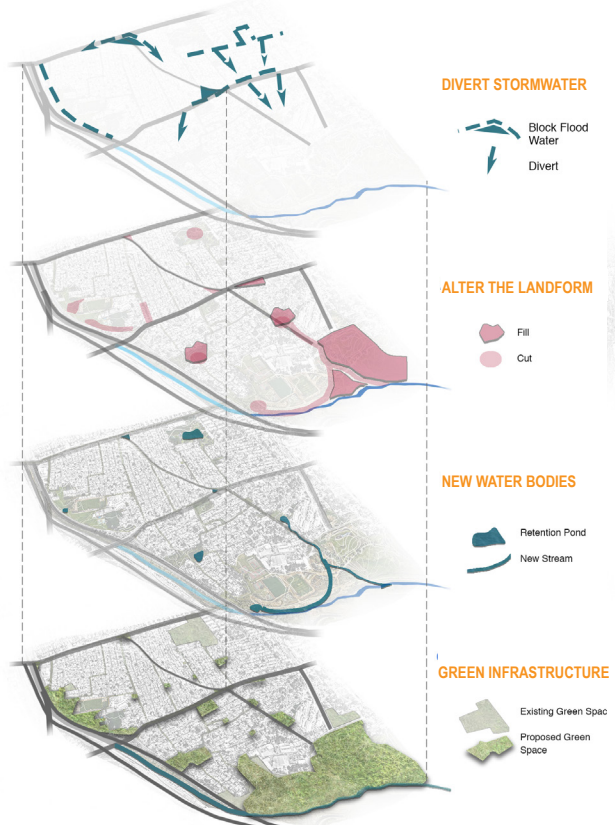 DIVERT STORMWATER
Block Flood
Water
Divert
ALTER THE LANDFORM
Fill
Cut
NEW WATER BODIES
Retention Pond
New Stream
GREEN INFRASTRUCTURE
Existing Green Spac
Proposed Green
Space